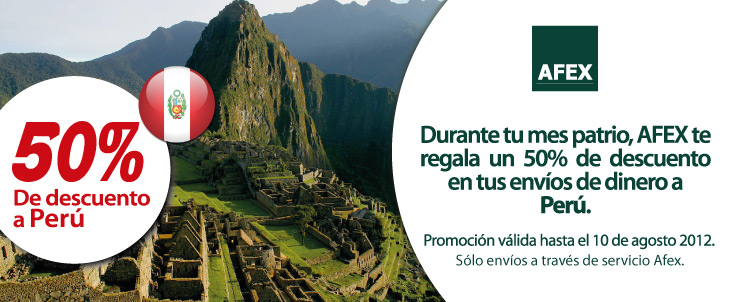 50%
De descuento
a Perú
AFEX
Durante tu mes patrio, AFEX te
regala un 50% de descuento
en tus envíos de dinero a
Perú.
Promoción válida hasta el 10 de agosto 2012.
Sólo envíos a través de servicio Afex.